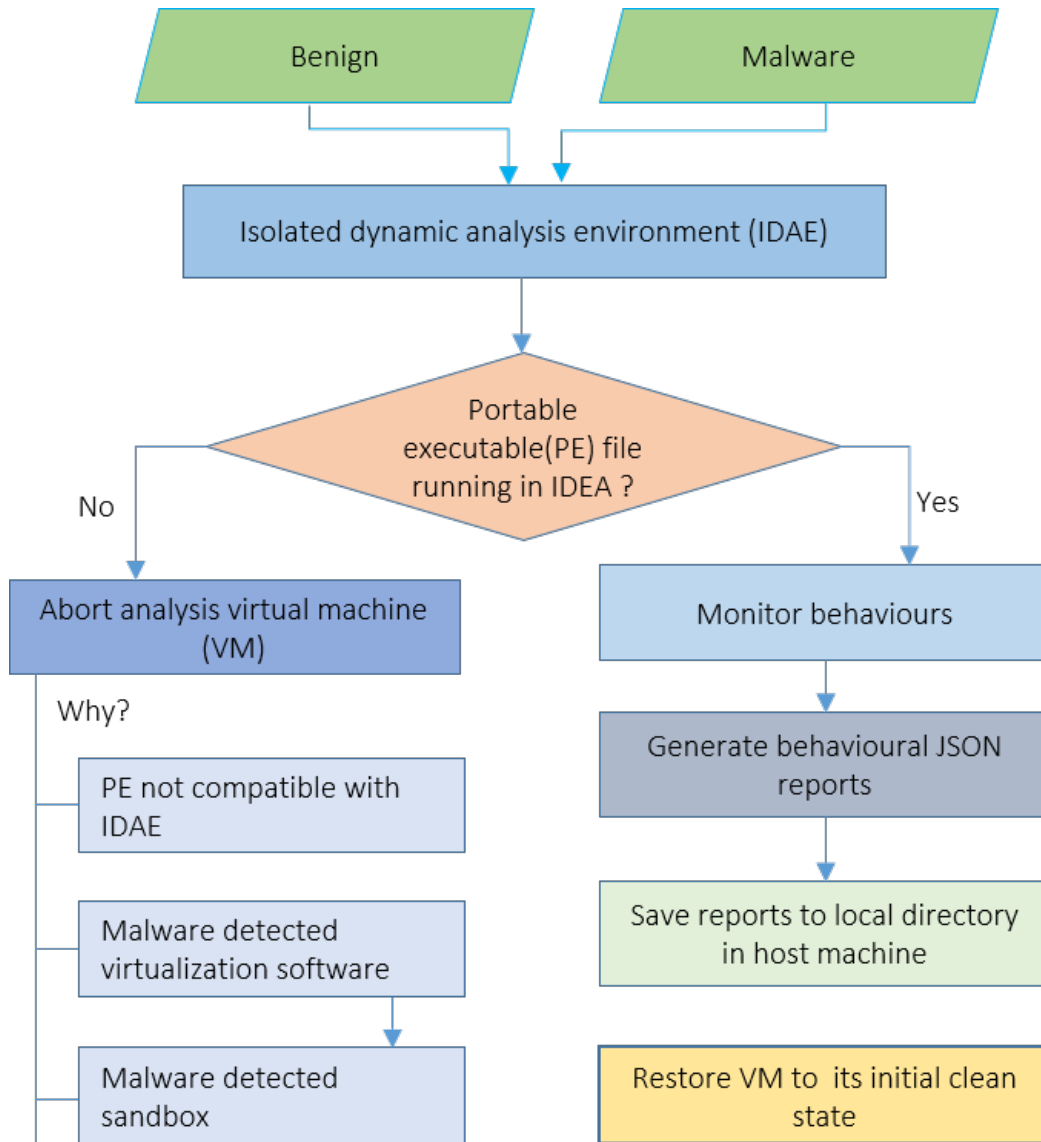 Benign
Malware
Isolated dynamic analysis environment (IDAE)
Portable
executable(PE) file
running in IDEA ?
No
Yes
Abort analysis virtual machine
(VM)
Monitor behaviours
Why?
Generate behavioural JSON
reports
PE not compatible with
IDAE
Save reports to local directory
in host machine
Malware detected
virtualization software
Malware detected
sandbox
Restore VM to its initial clean
state